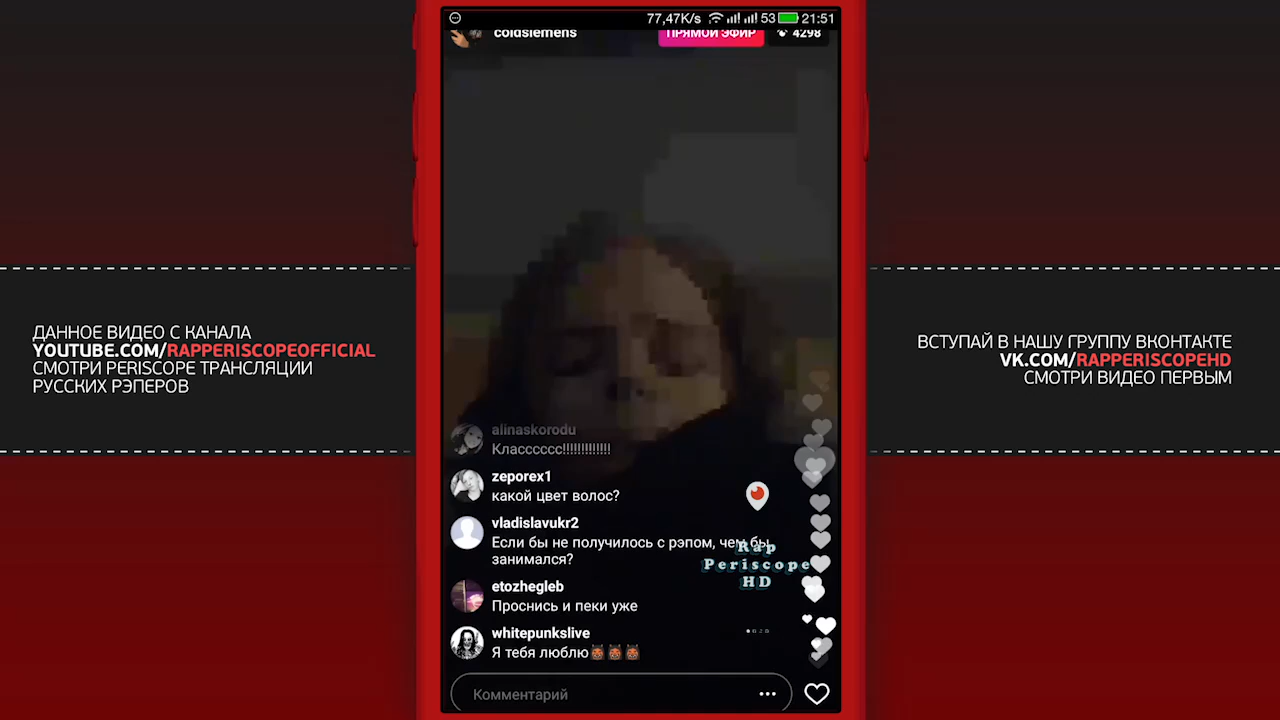 77,47K/s 53 21:51
coldsiemens ПРЯМОЙ ЭФИР 4298
ДАННОЕ ВИДЕО С КАНАЛА
YOUTUBE.COM/RAPPERISCOPEOFFICIAL
СМОТРИ PERISCOPE ТРАНСЛЯЦИИ
РУССКИХ РЭПЕРОВ
ВСТУПАЙ В НАШУ ГРУППУ ВКОНТАКТЕ
VK.COM/RAPPERISCOPEHD
СМОТРИ ВИДЕО ПЕРВЫМ
alinaskorodu
Классссcc!!!!!!!!!!!!!
zeporex1
какой цвет волос?
vladislavukr2
Если бы не получилось с рэпом, чем бы
занимался?
etozhegleb
Проснись и пеки уже
whitepunkslive
Я тебя люблю
Rap
Periscope
HD
Комментарий